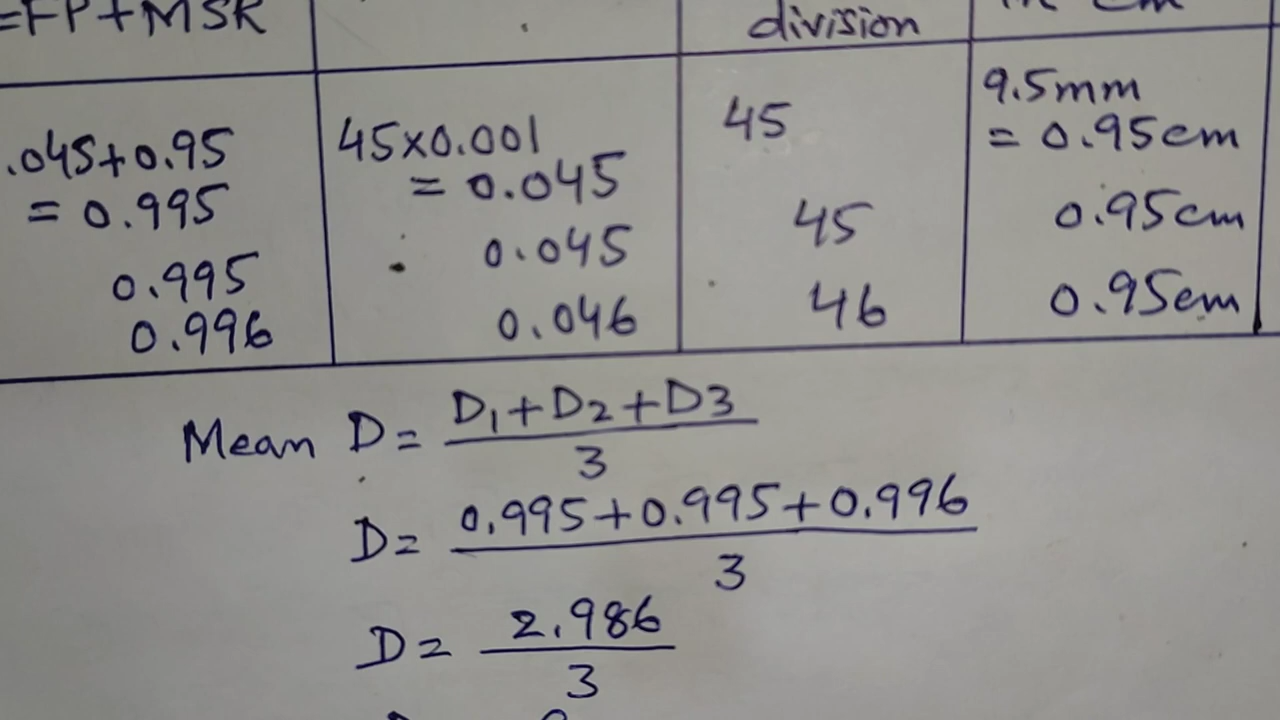 =FP+MSR
division
in cm
.045+0.95
= 0.995
0.995
0.996
45×0.001
= 0.045
0.045
0.046
45
45
46
9.5mm
= 0.95cm
0.95cm
0.95cm
Mean D= D1+D2+D3
3
D= 0.995+0.995+0.996
3
D= 2.986
3